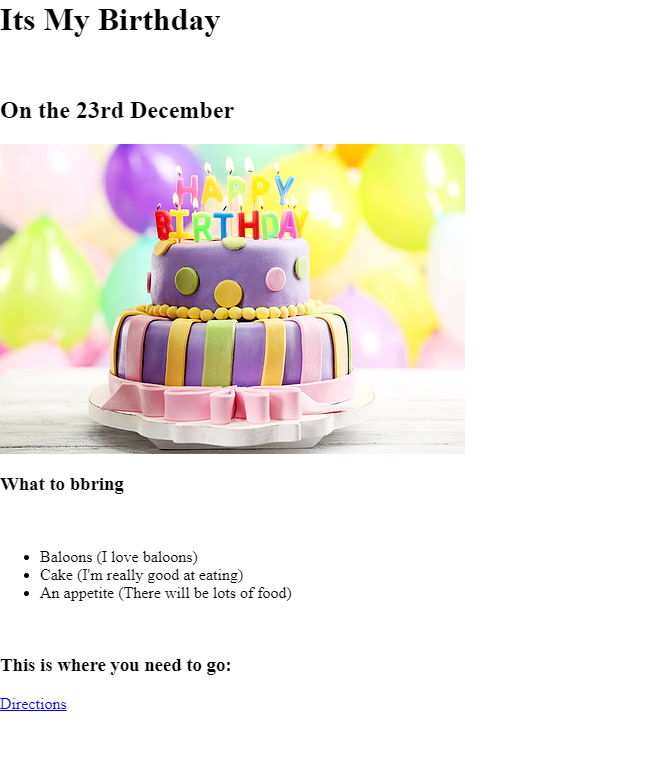 Its My Birthday
On the 23rd December
HAPPY
BIRTHDAY
What to bbring
Baloons (I love baloons)
Cake (I'm really good at eating)
An appetite (There will be lots of food)
This is where you need to go:
Directions